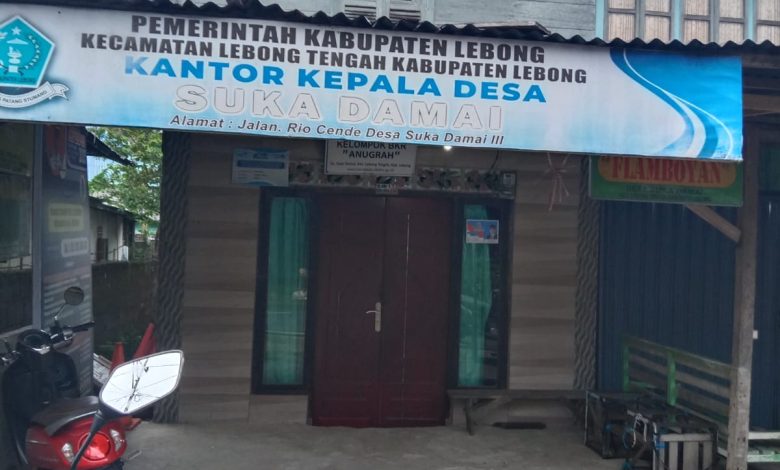 PEMERINTAH KABUPATEN LEBONG
KECAMATAN LEBONG TENGAH KABUPATEN LEBONG
KANTOR KEPALA DESA
SUKA DAMAI
Alamat : Jalan. Rio Cende Desa Suka Damai III
KELOMPOK BKR
"ANUGRAH"
"FLAMBOYAN"